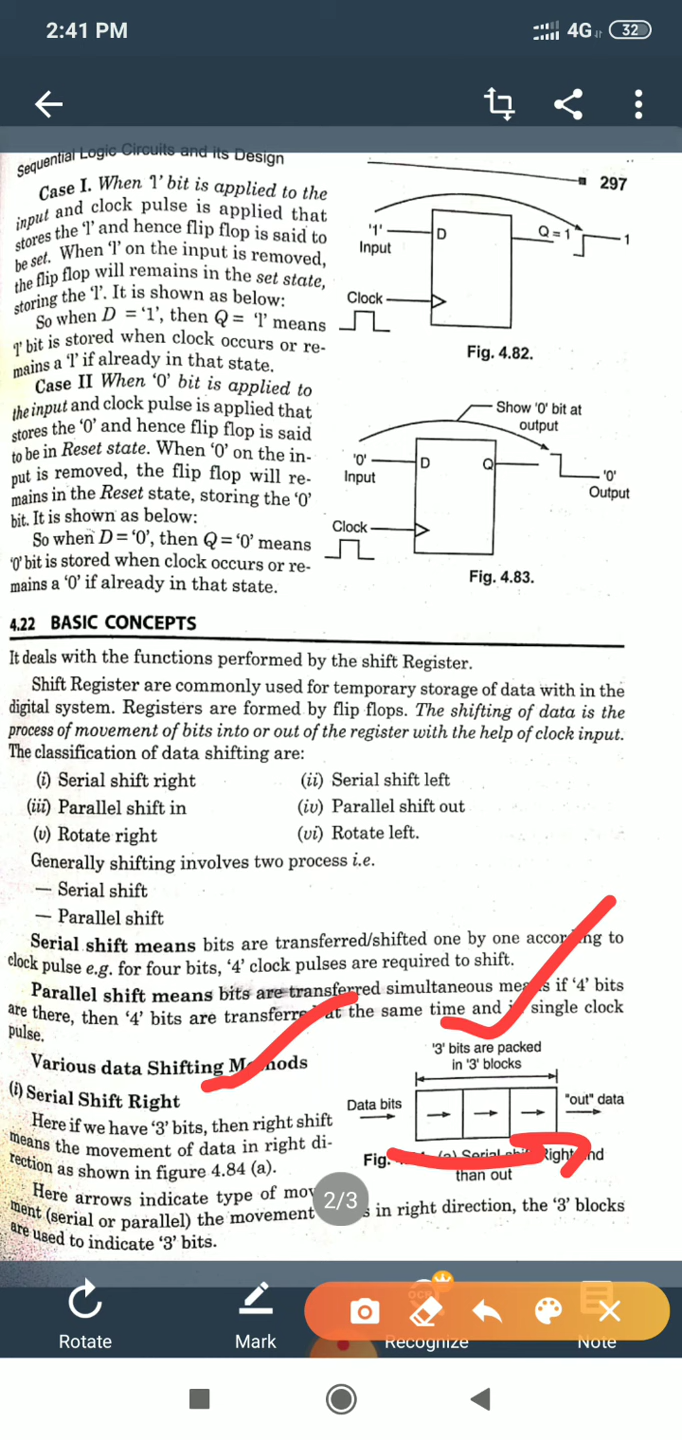 2:41 PM
4G 32
Sequential Logic Circuits and its Design
297
Case I. When '1' bit is applied to the
input and clock pulse is applied that
stores the '1' and hence flip flop is said to
be set. When '1' on the input is removed,
the flip flop will remains in the set state,
storing the '1'. It is shown as below:
So when D = '1', then Q = '1' means
'1' bit is stored when clock occurs or re-
mains a '1' if already in that state.
'1'
Input
D
Q = 1
1
Clock
Fig. 4.82.
Case II When '0' bit is applied to
the input and clock pulse is applied that
stores the '0' and hence flip flop is said
to be in Reset state. When '0' on the in-
put is removed, the flip flop will re-
mains in the Reset state, storing the '0'
bit. It is shown as below:
So when D = '0', then Q = '0' means
'0' bit is stored when clock occurs or re-
mains a '0' if already in that state.
Show '0' bit at
output
'0'
Input
D
Q
'0'
Output
Clock
Fig. 4.83.
4.22 BASIC CONCEPTS
It deals with the functions performed by the shift Register.
Shift Register are commonly used for temporary storage of data with in the
digital system. Registers are formed by flip flops. The shifting of data is the
process of movement of bits into or out of the register with the help of clock input.
The classification of data shifting are:
(i) Serial shift right (ii) Serial shift left
(iii) Parallel shift in (iv) Parallel shift out
(v) Rotate right (vi) Rotate left.
Generally shifting involves two process i.e.
— Serial shift
— Parallel shift
Serial shift means bits are transferred/shifted one by one according to
clock pulse e.g. for four bits, '4' clock pulses are required to shift.
Parallel shift means bits are transferred simultaneous means if '4' bits
are there, then '4' bits are transferred at the same time and single clock
pulse.
Various data Shifting Methods
(i) Serial Shift Right
Here if we have '3' bits, then right shift
means the movement of data in right di-
rection as shown in figure 4.84 (a).
'3' bits are packed
in '3' blocks
Data bits
"out" data
Fig. (a) Serial shift Right and
than out
Here arrows indicate type of
ment (serial or parallel) the movement in right direction, the '3' blocks
are used to indicate '3' bits.
2/3
Rotate
Mark
OCR
Recognize
Note